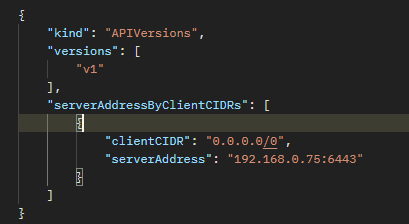 {
    "kind": "APIVersions",
    "versions": [
        "v1"
    ],
    "serverAddressByClientCIDRs": [
        {
            "clientCIDR": "0.0.0.0/0",
            "serverAddress": "192.168.0.75:6443"
        }
    ]
}